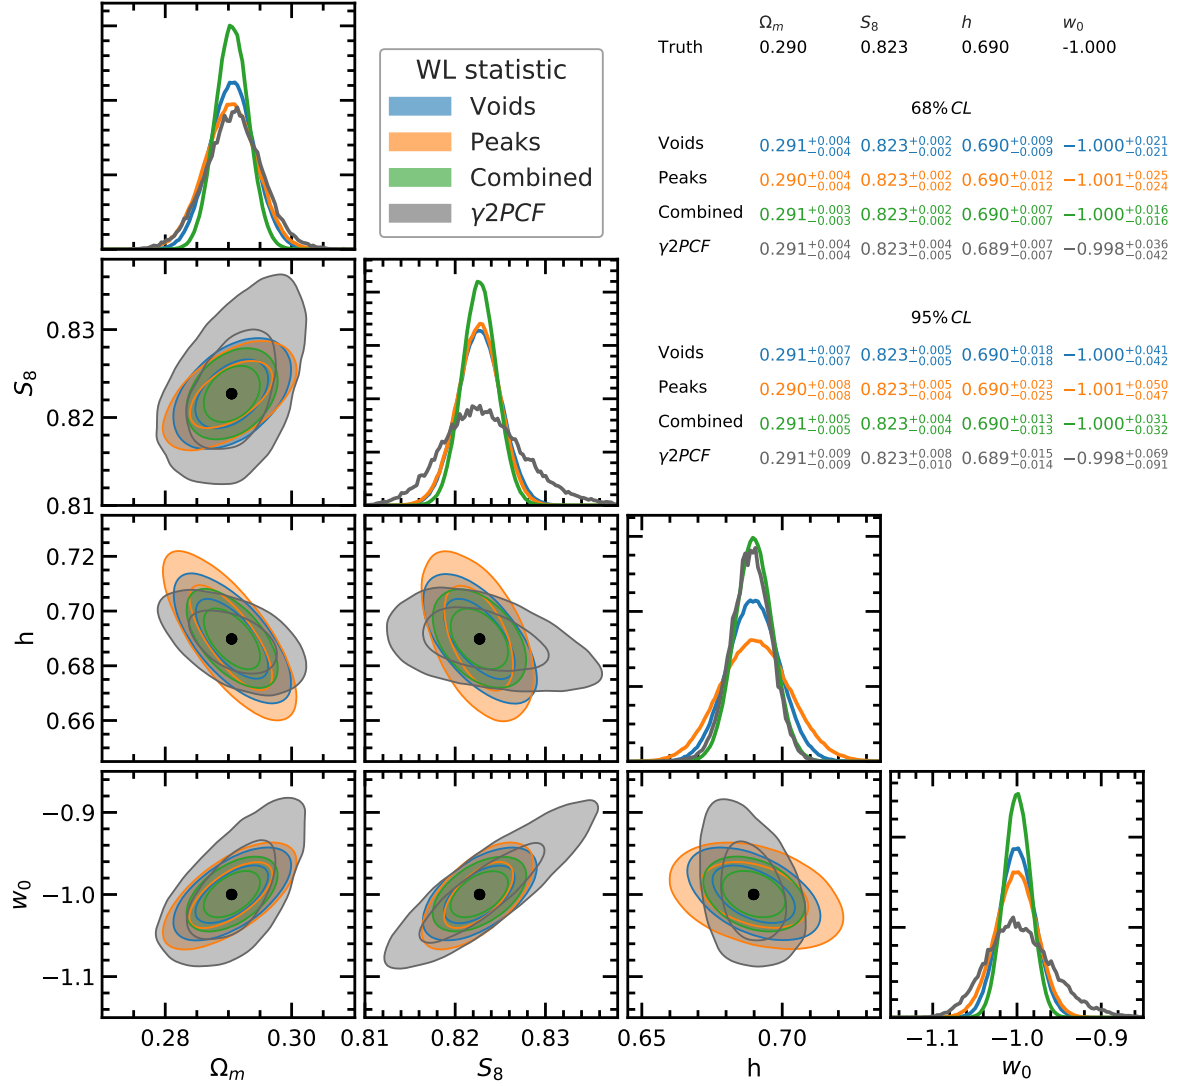 Ωm S8 h w0
Truth 0.290 0.823 0.690 -1.000
68% CL
Voids 0.291+0.004−0.004 0.823+0.002−0.002 0.690+0.009−0.009 −1.000+0.021−0.021
Peaks 0.290+0.004−0.004 0.823+0.002−0.002 0.690+0.012−0.012 −1.001+0.025−0.024
Combined 0.291+0.003−0.003 0.823+0.002−0.002 0.690+0.007−0.007 −1.000+0.016−0.016
γ2PCF 0.291+0.004−0.004 0.823+0.004−0.005 0.689+0.007−0.007 −0.998+0.036−0.042
95% CL
Voids 0.291+0.007−0.007 0.823+0.005−0.005 0.690+0.018−0.018 −1.000+0.041−0.042
Peaks 0.290+0.008−0.008 0.823+0.005−0.004 0.690+0.023−0.025 −1.001+0.050−0.047
Combined 0.291+0.005−0.005 0.823+0.004−0.004 0.690+0.013−0.013 −1.000+0.031−0.032
γ2PCF 0.291+0.009−0.009 0.823+0.008−0.010 0.689+0.015−0.014 −0.998+0.069−0.091
WL statistic
Voids
Peaks
Combined
γ2PCF
S8
0.83
0.82
0.81
h
0.72
0.70
0.68
0.66
w0
−0.9
−1.0
−1.1
0.28 0.30
Ωm
0.81 0.82 0.83
S8
0.65 0.70
h
−1.1 −1.0 −0.9
w0